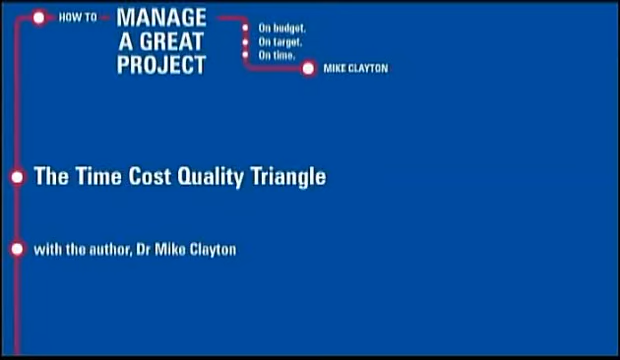 HOW TO
MANAGE
A GREAT
PROJECT
On budget.
On target.
On time.
MIKE CLAYTON
The Time Cost Quality Triangle
with the author, Dr Mike Clayton